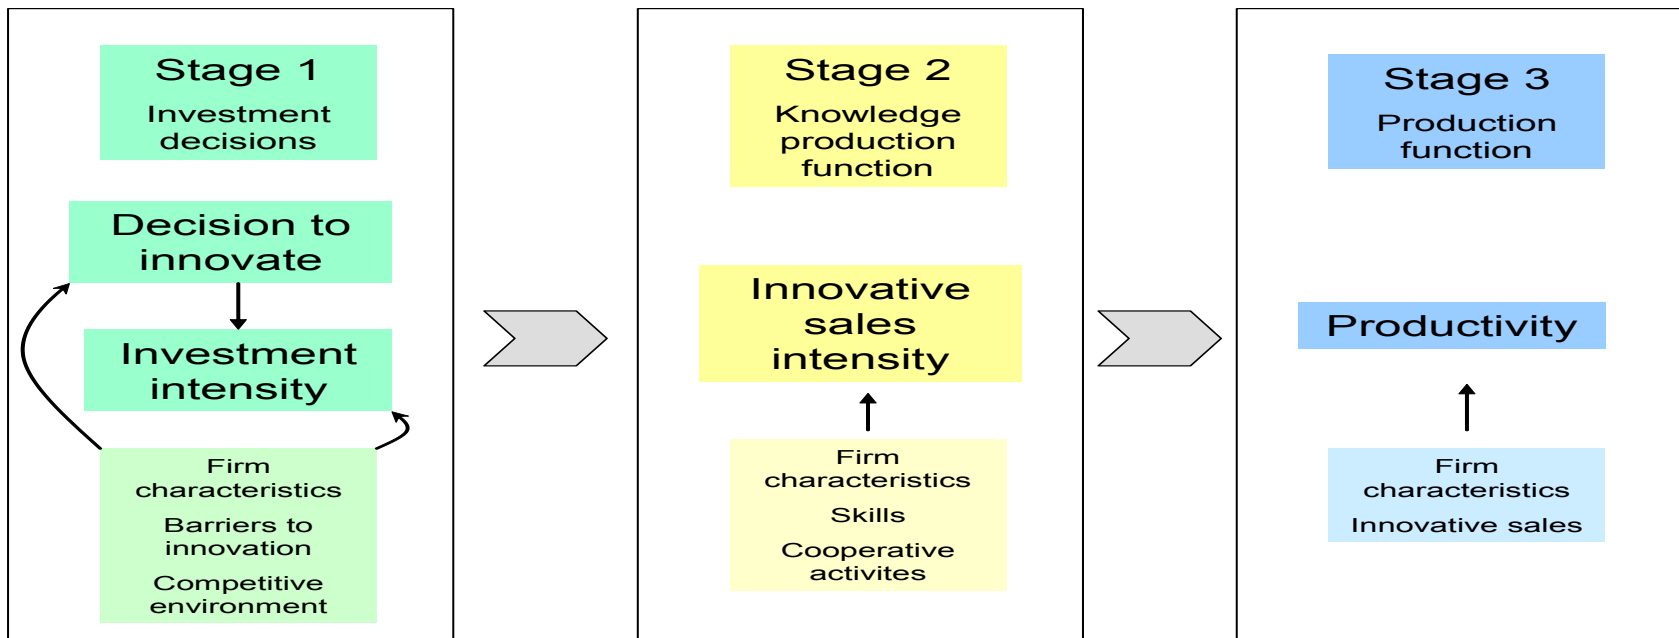 Stage 1
Investment
decisions
Decision to
innovate
Investment
intensity
Firm
characteristics
Barriers to
innovation
Competitive
environment
Stage 2
Knowledge
production
function
Innovative
sales
intensity
Firm
characteristics
Skills
Cooperative
activites
Stage 3
Production
function
Productivity
Firm
characteristics
Innovative sales